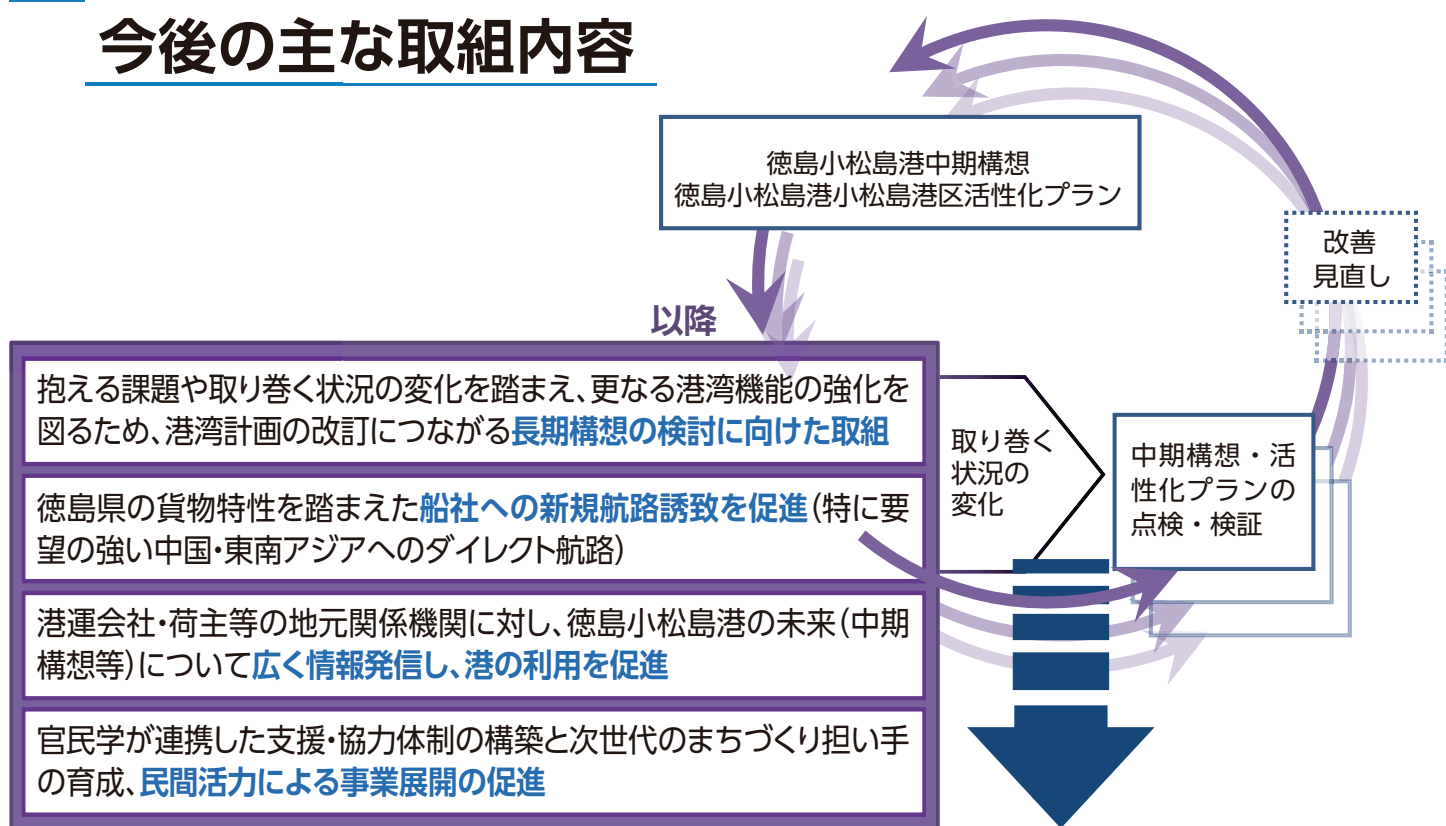 今後の主な取組内容
徳島小松島港中期構想
徳島小松島港小松島港区活性化プラン
改善
見直し
以降
抱える課題や取り巻く状況の変化を踏まえ、更なる港湾機能の強化を
図るため、港湾計画の改訂につながる長期構想の検討に向けた取組
徳島県の貨物特性を踏まえた船社への新規航路誘致を促進(特に要
望の強い中国・東南アジアへのダイレクト航路)
港運会社・荷主等の地元関係機関に対し、徳島小松島港の未来(中期
構想等)について広く情報発信し、港の利用を促進
官民学が連携した支援・協力体制の構築と次世代のまちづくり担い手
の育成、民間活力による事業展開の促進
取り巻く
状況の
変化
中期構想・活
性化プランの
点検・検証